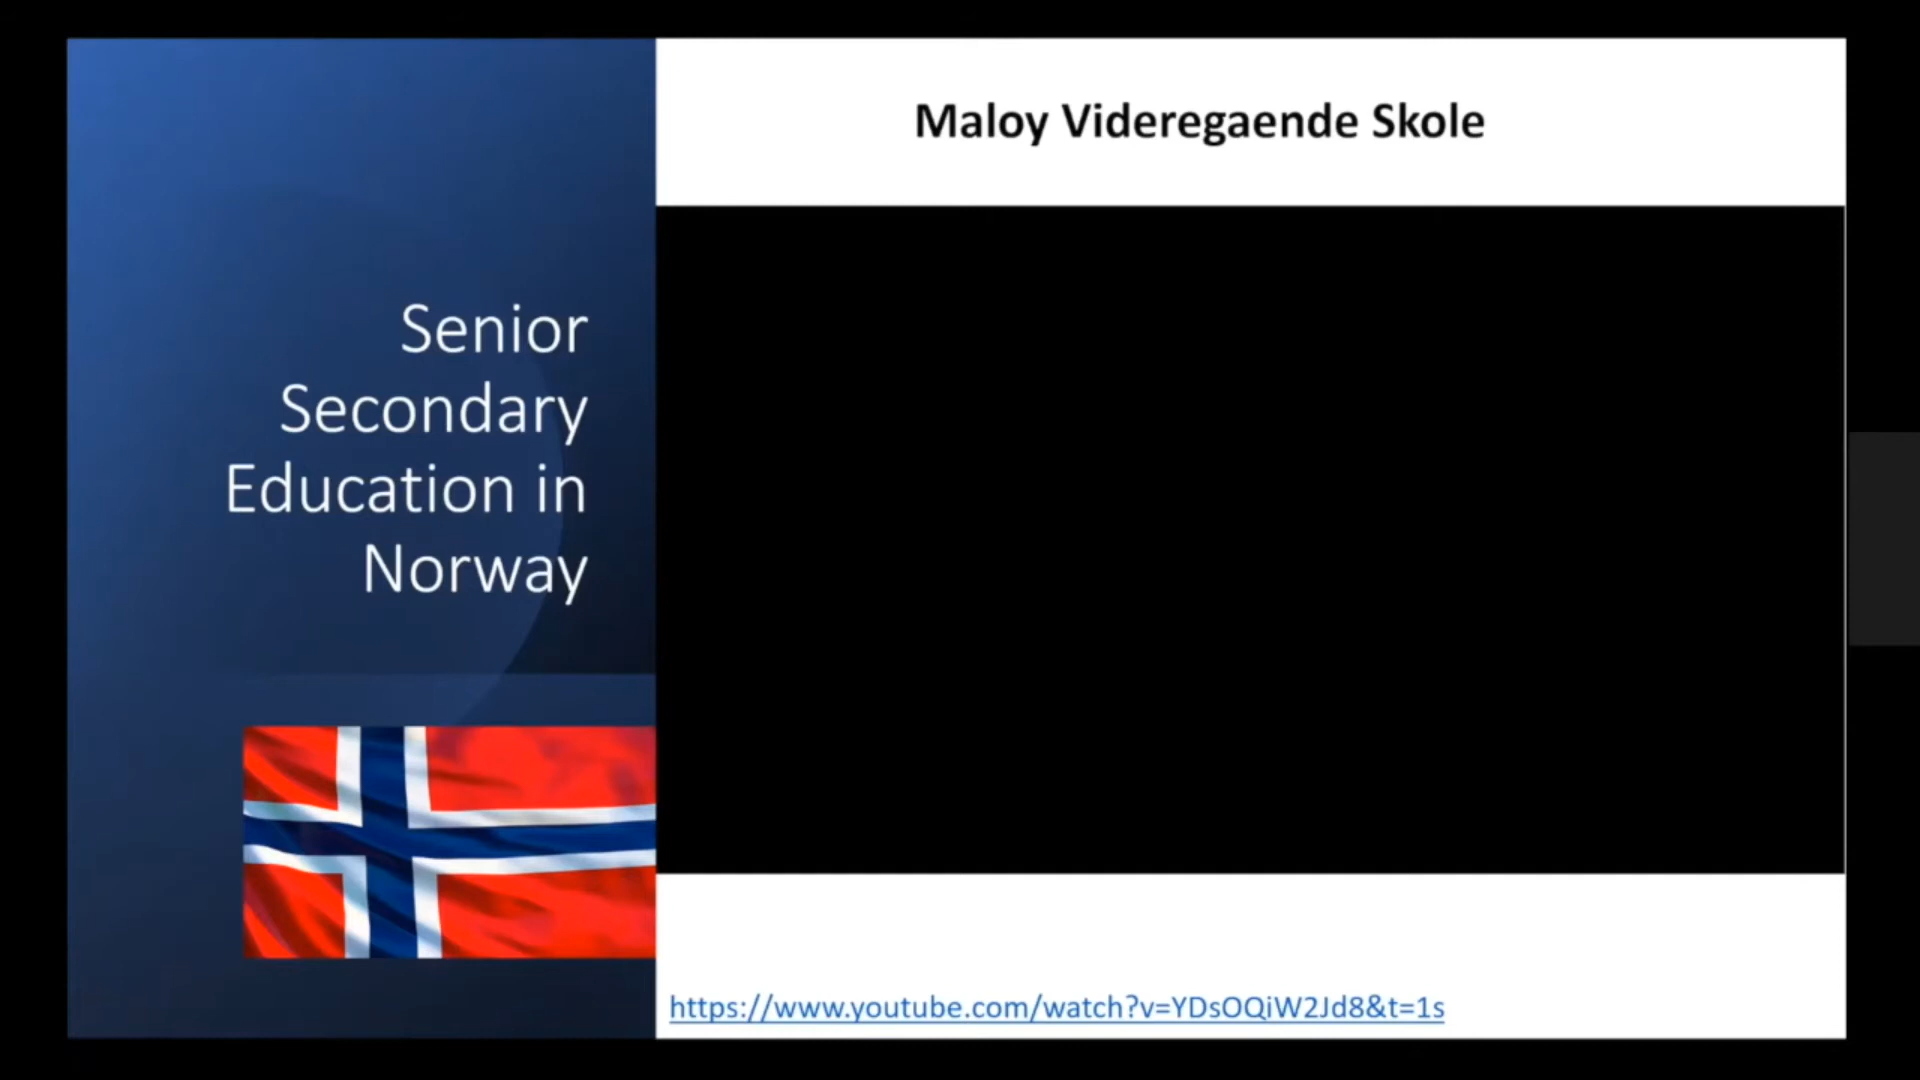 Senior
Secondary
Education in
Norway
Maloy Videregaende Skole
https://www.youtube.com/watch?v=YDsOQiW2Jd8&t=1s